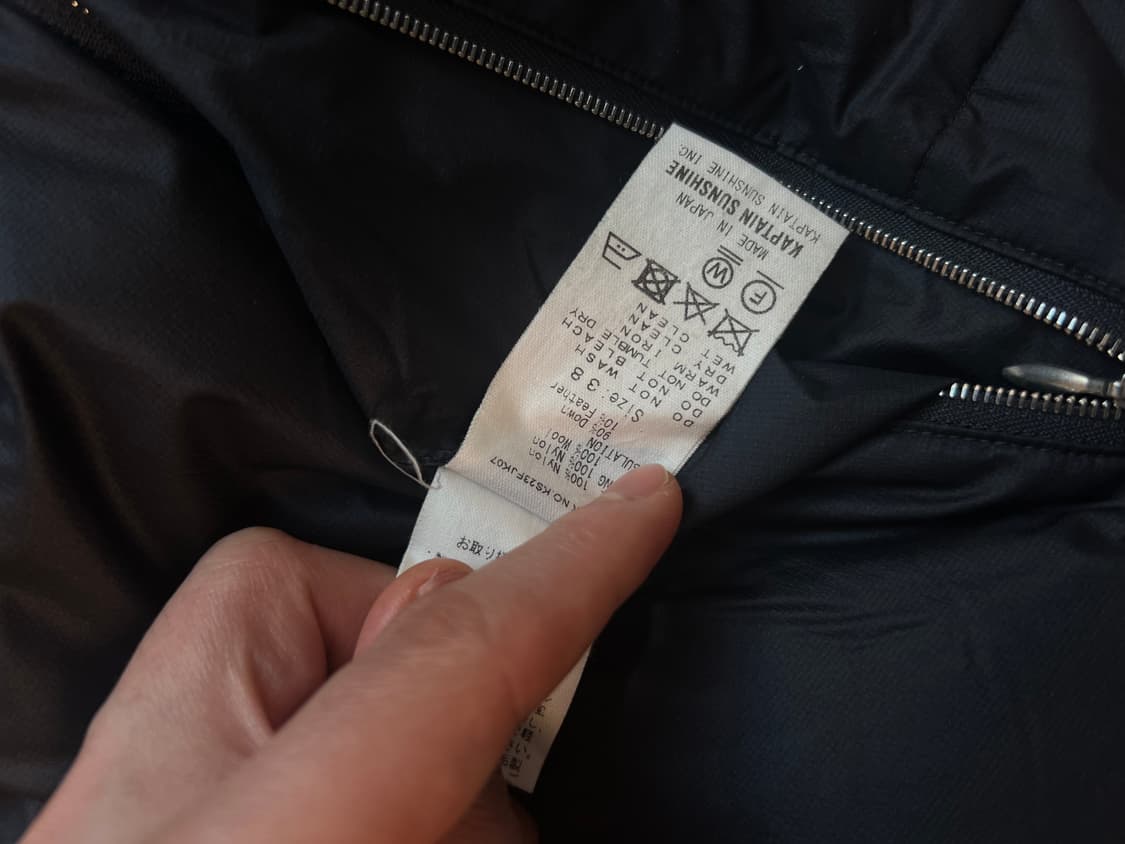 NO KS23FJK07
100% Nylon
100% Nylon
100% Wool
90% Down
10% Feather
Size: 38
DO NOT WASH
DO NOT BLEACH
DO NOT TUMBLE DRY
WARM IRON
DRY CLEAN
WET CLEAN
F W
MADE IN JAPAN
KAPTAIN SUNSHINE
KAPTAIN SUNSHINE INC.